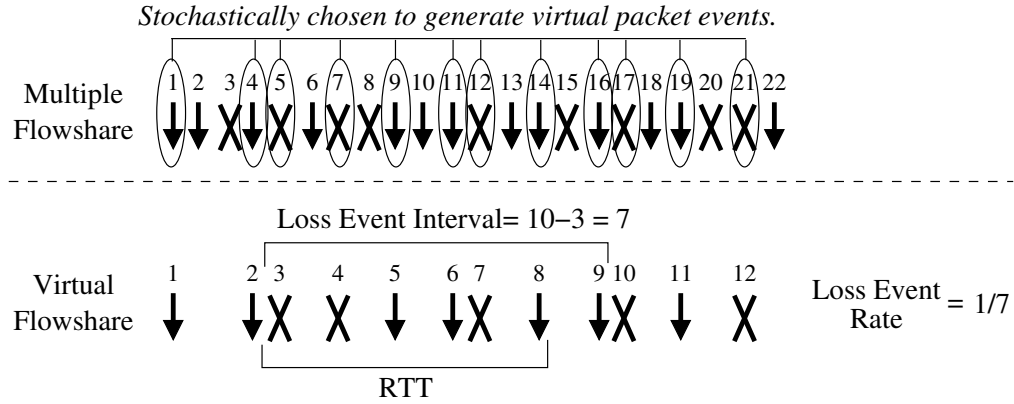 Stochastically chosen to generate virtual packet events.
1 2 3 4 5 6 7 8 9 10 11 12 13 14 15 16 17 18 19 20 21 22
Multiple
Flowshare
Loss Event Interval= 10−3 = 7
1 2 3 4 5 6 7 8 9 10 11 12
Virtual
Flowshare
Loss Event
Rate
= 1/7
RTT